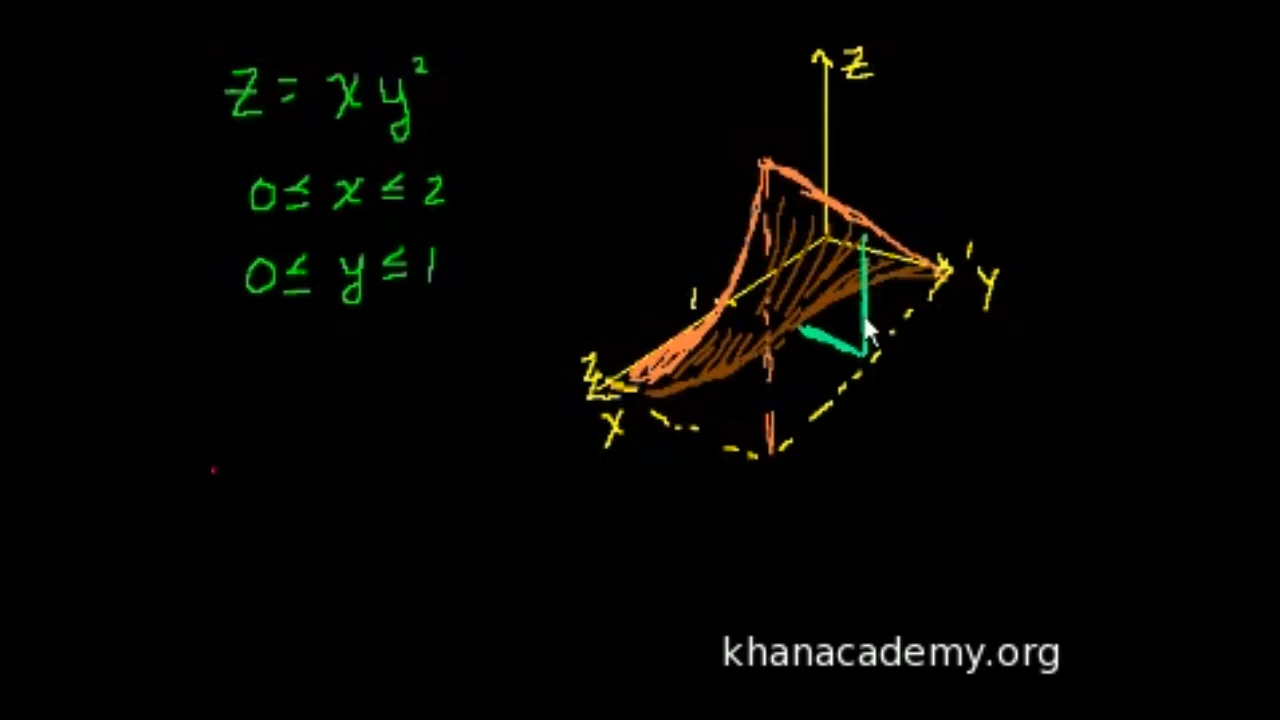 z = xy²
0 ≤ x ≤ 2
0 ≤ y ≤ 1
z
1
y
1
2
x
khanacademy.org